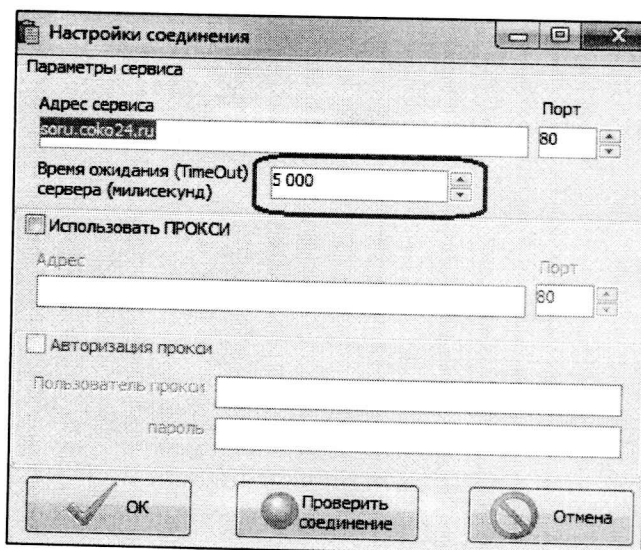 Настройки соединения
Параметры сервиса
Адрес сервиса
Порт
soru.coko24.ru
80
Время ожидания (TimeOut)
сервера (милисекунд)
5 000
Использовать ПРОКСИ
Адрес
Порт
80
Авторизация прокси
Пользователь прокси
пароль
ОК
Проверить
соединение
Отмена